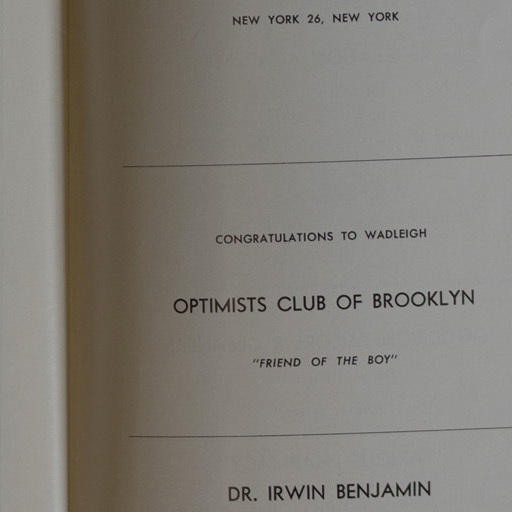 NEW YORK 26, NEW YORK
CONGRATULATIONS TO WADLEIGH
OPTIMISTS CLUB OF BROOKLYN
"FRIEND OF THE BOY"
DR. IRWIN BENJAMIN